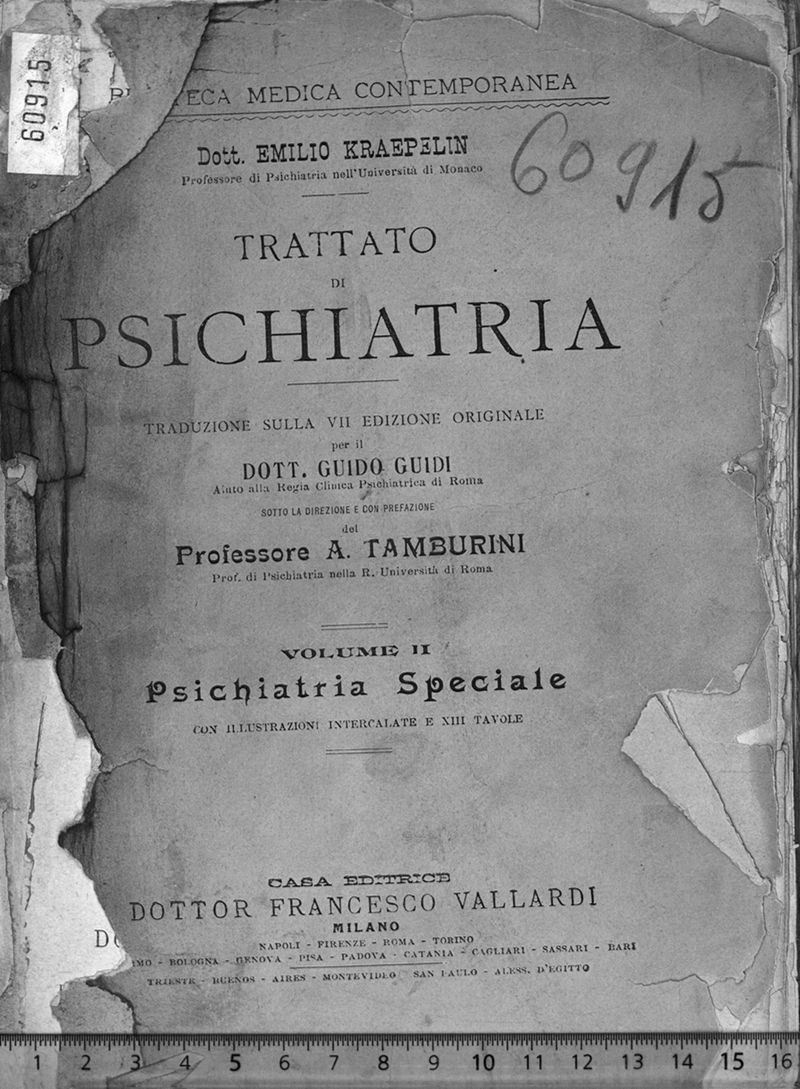 60915
ECA MEDICA CONTEMPORANEA
Dott. EMILIO KRAEPELIN
Professore di Psichiatria nell'Università di Monaco
60915
TRATTATO
DI
PSICHIATRIA
TRADUZIONE SULLA VII EDIZIONE ORIGINALE
per il
DOTT. GUIDO GUIDI
Aiuto alla Regia Clinica Psichiatrica di Roma
SOTTO LA DIREZIONE E CON PREFAZIONE
del
Professore A. TAMBURINI
Prof. di Psichiatria nella R. Università di Roma
VOLUME II
Psichiatria Speciale
CON ILLUSTRAZIONI INTERCALATE E XIII TAVOLE
CASA EDITRICE
DOTTOR FRANCESCO VALLARDI
MILANO
NAPOLI - FIRENZE - ROMA - TORINO
MO - BOLOGNA - GENOVA - PISA - PADOVA - CATANIA - CAGLIARI - SASSARI - BARI
TRIESTE - BUENOS - AIRES - MONTEVIDEO SAN PAULO - ALESS. D'EGITTO
1 2 3 4 5 6 7 8 9 10 11 12 13 14 15 16